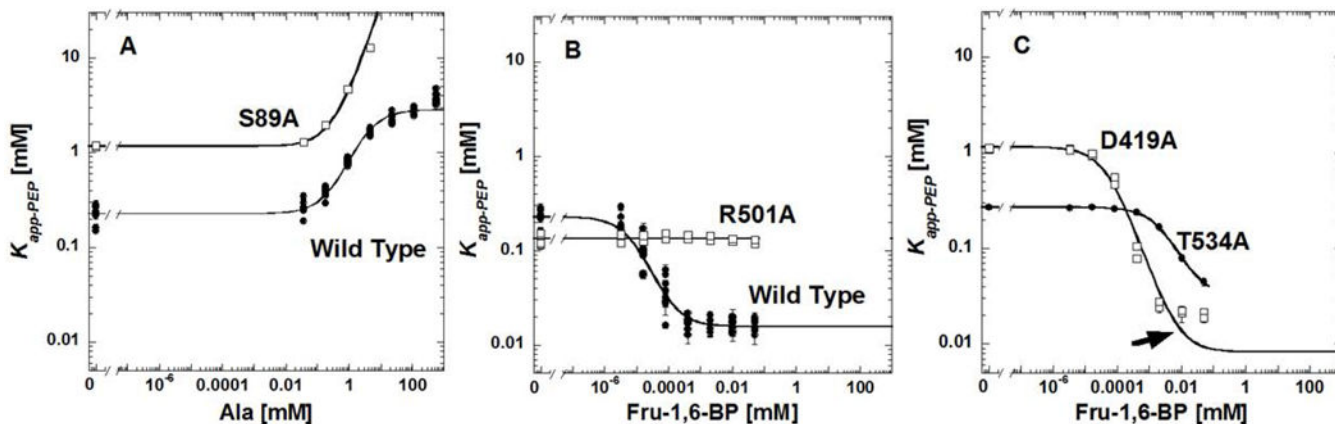 A
K app-PEP [mM]
10
1
0.1
0.01
S89A
Wild Type
0 10⁻⁶ 0.0001 0.01 1 100
Ala [mM]
B
K app-PEP [mM]
10
1
0.1
0.01
R501A
Wild Type
0 10⁻⁶ 0.0001 0.01 1 100
Fru-1,6-BP [mM]
C
K app-PEP [mM]
10
1
0.1
0.01
D419A
T534A
0 10⁻⁶ 0.0001 0.01 1 100
Fru-1,6-BP [mM]